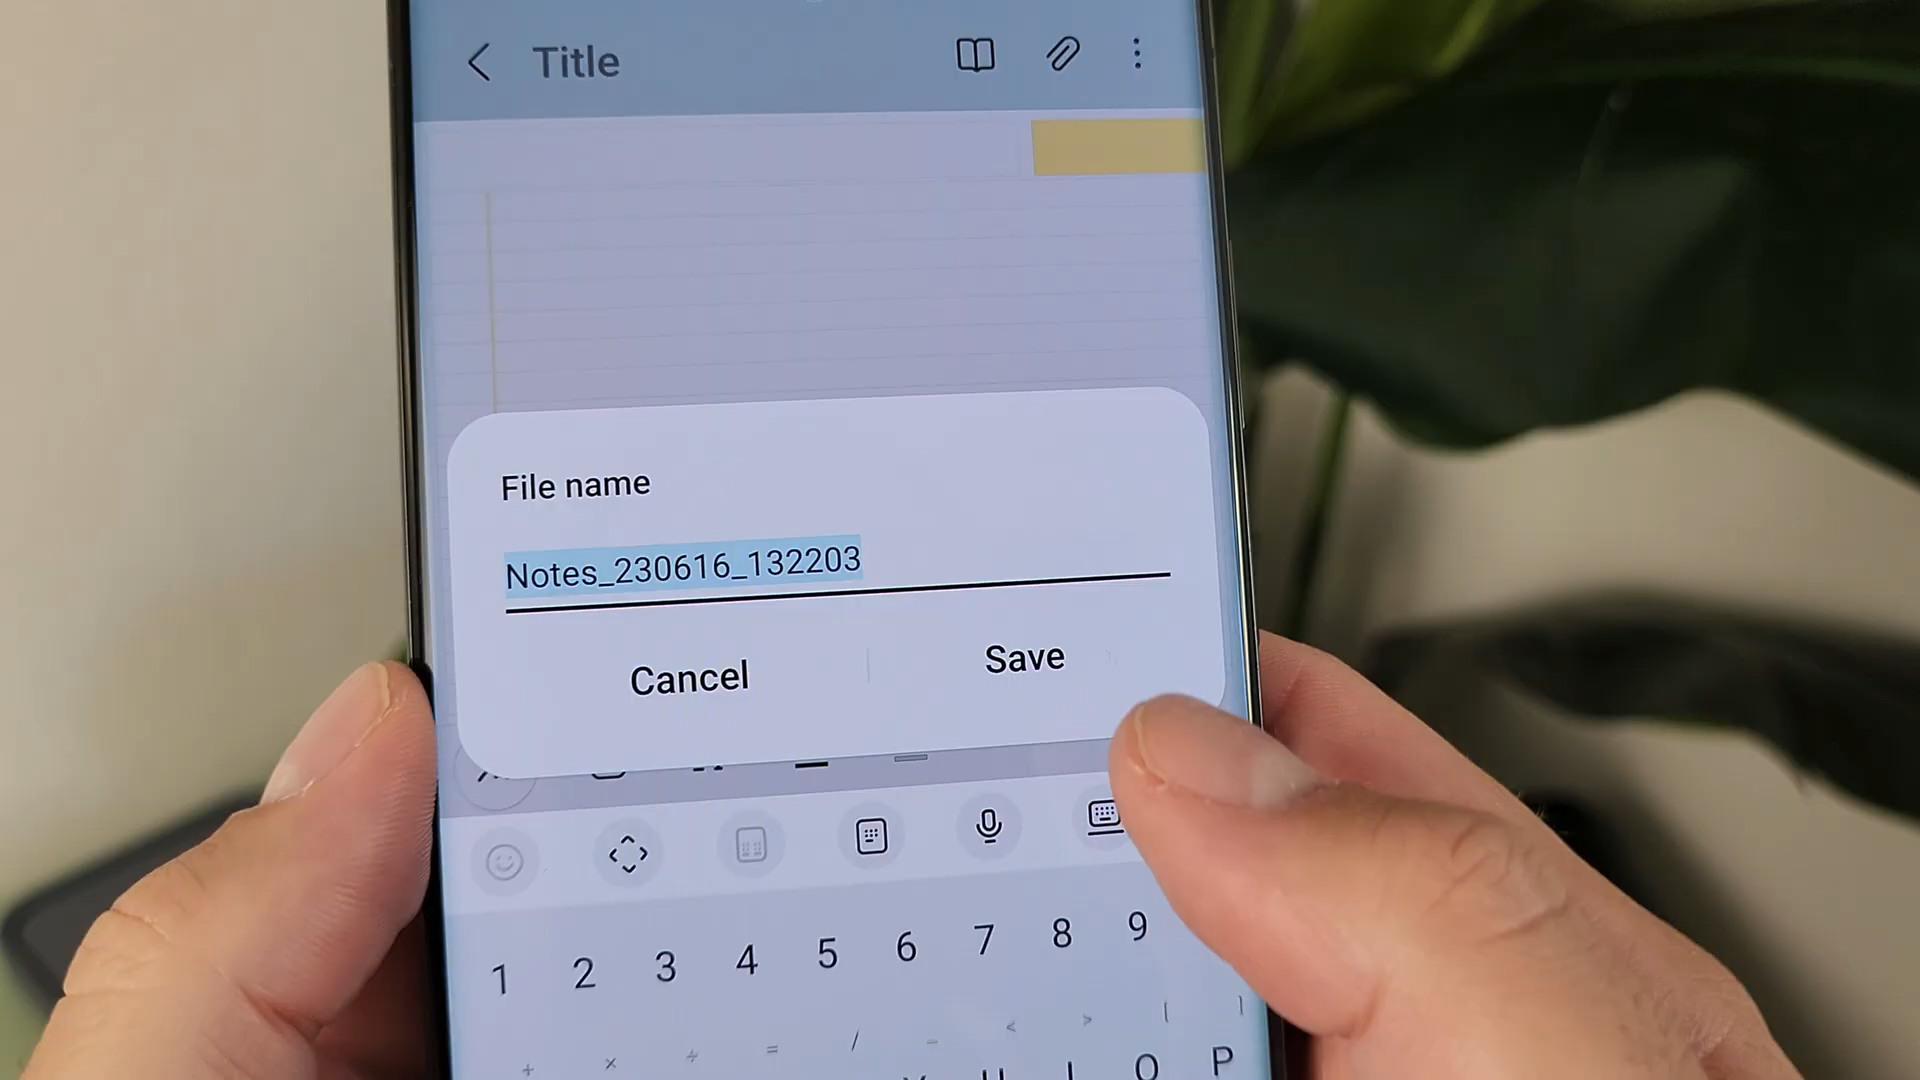 Title
File name
Notes_230616_132203
Cancel Save
1 2 3 4 5 6 7 8 9
+ × ÷ = / _ < > [ ]
U I O P